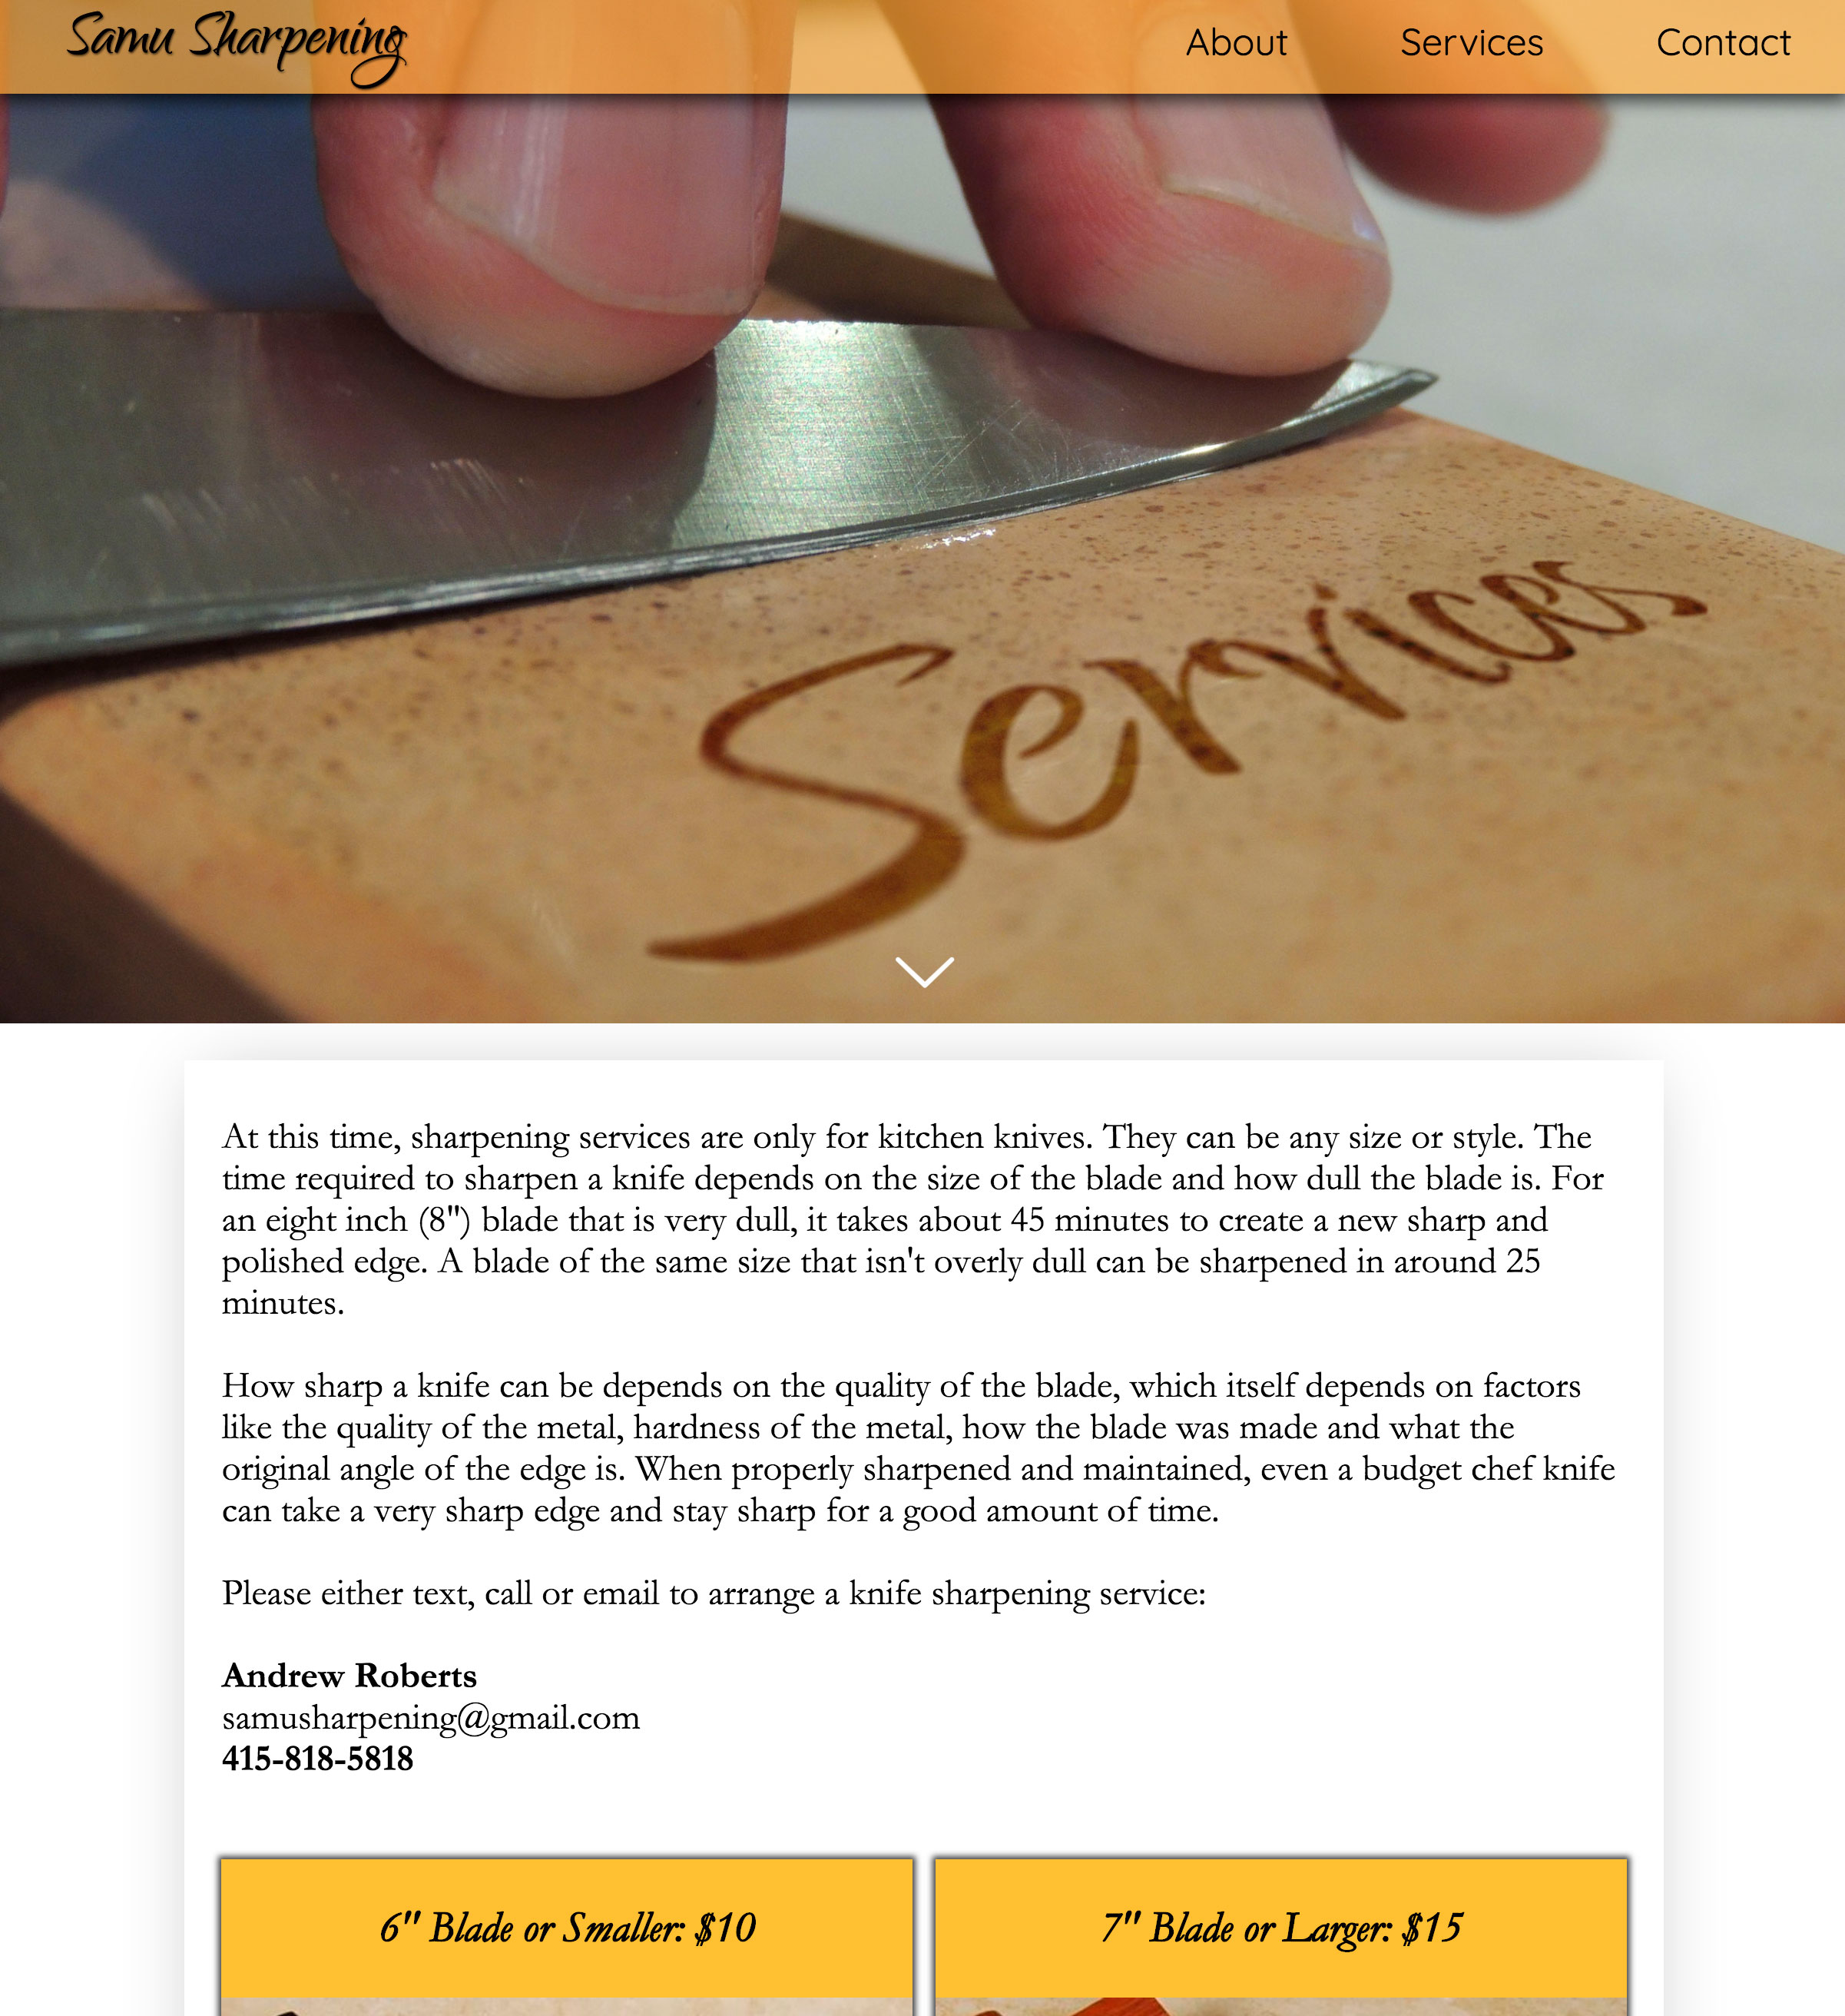 Samu Sharpening
About Services Contact
Services
At this time, sharpening services are only for kitchen knives. They can be any size or style. The
time required to sharpen a knife depends on the size of the blade and how dull the blade is. For
an eight inch (8") blade that is very dull, it takes about 45 minutes to create a new sharp and
polished edge. A blade of the same size that isn't overly dull can be sharpened in around 25
minutes.
How sharp a knife can be depends on the quality of the blade, which itself depends on factors
like the quality of the metal, hardness of the metal, how the blade was made and what the
original angle of the edge is. When properly sharpened and maintained, even a budget chef knife
can take a very sharp edge and stay sharp for a good amount of time.
Please either text, call or email to arrange a knife sharpening service:
Andrew Roberts
samusharpening@gmail.com
415-818-5818
6" Blade or Smaller: $10
7" Blade or Larger: $15